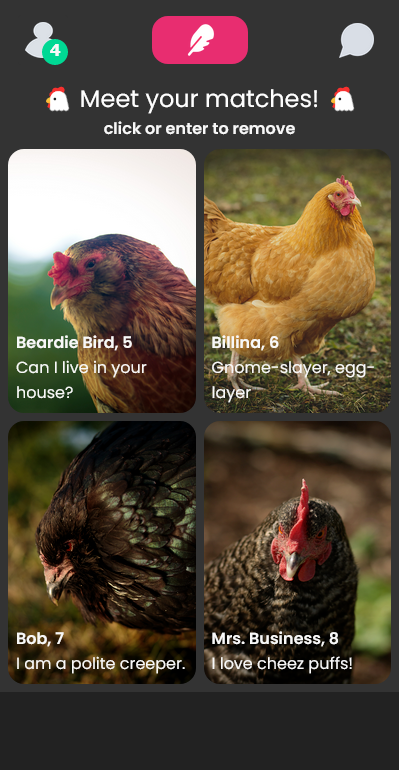 4
Meet your matches!
click or enter to remove
Beardie Bird, 5
Can I live in your
house?
Billina, 6
Gnome-slayer, egg-
layer
Bob, 7
I am a polite creeper.
Mrs. Business, 8
I love cheez puffs!